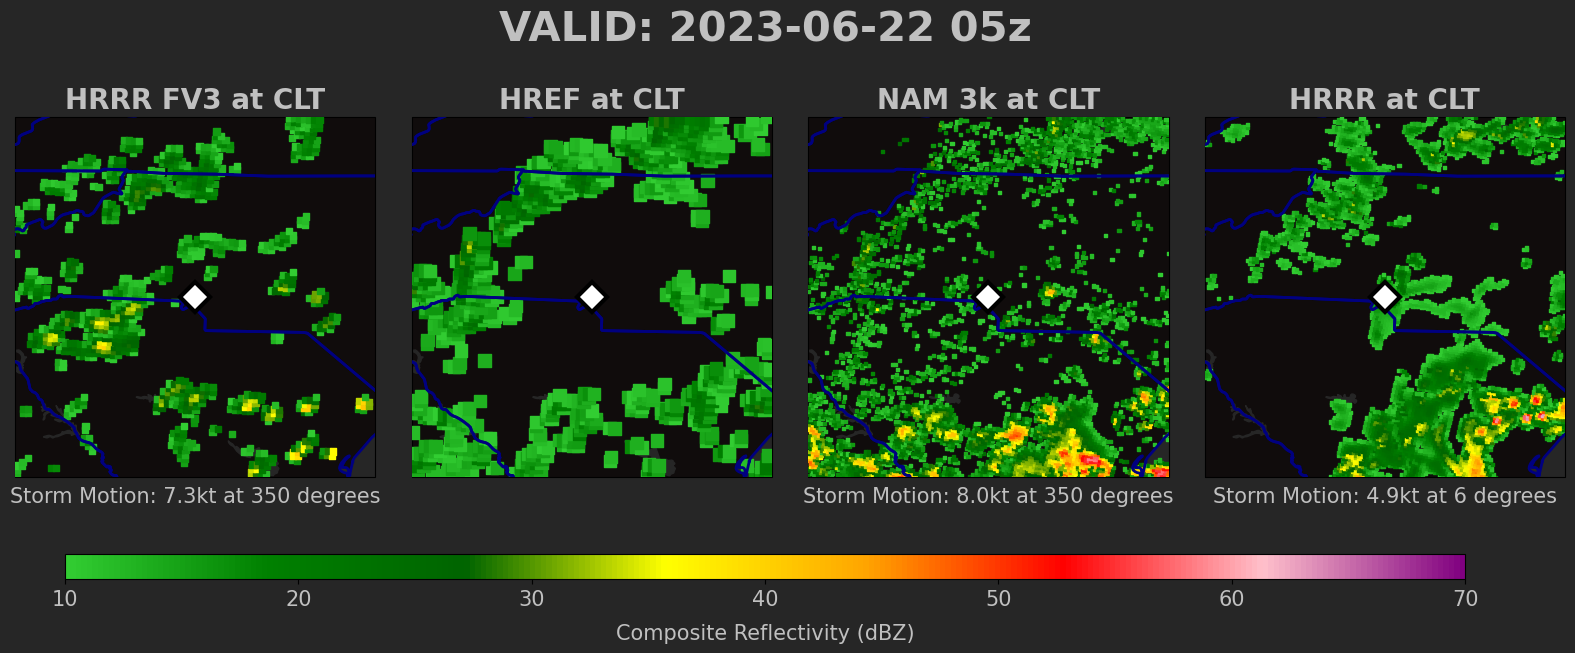 VALID: 2023-06-22 05z
HRRR FV3 at CLT
HREF at CLT
NAM 3k at CLT
HRRR at CLT
Storm Motion: 7.3kt at 350 degrees
Storm Motion: 8.0kt at 350 degrees
Storm Motion: 4.9kt at 6 degrees
10 20 30 40 50 60 70
Composite Reflectivity (dBZ)